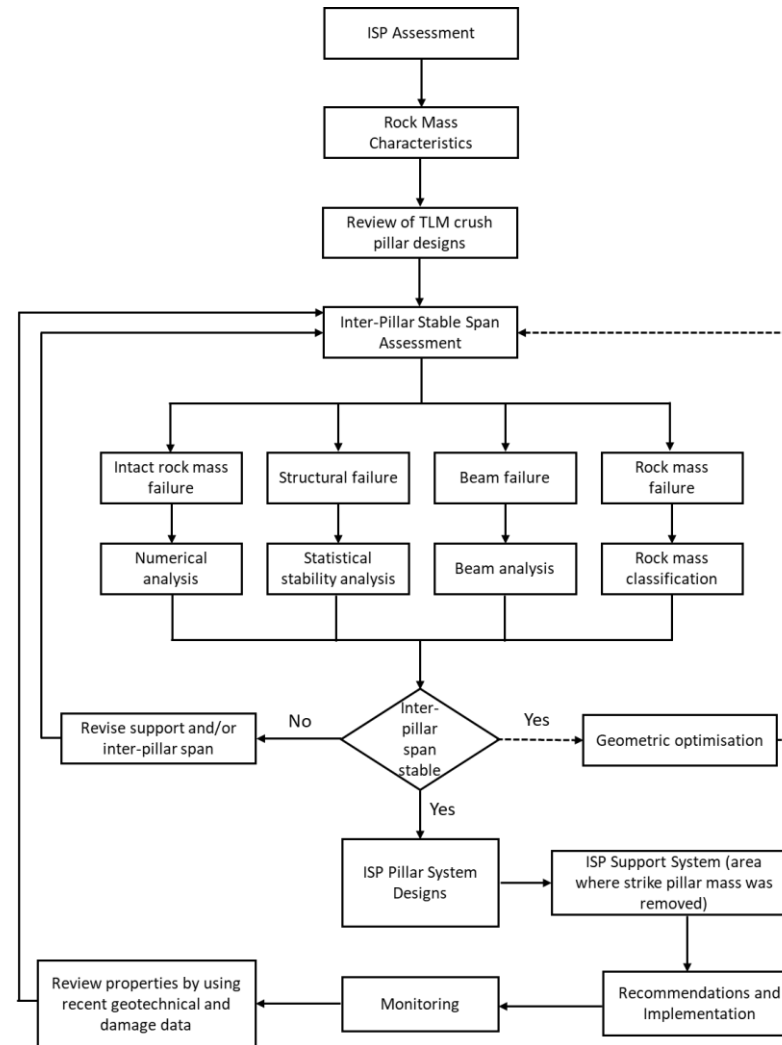 ISP Assessment
Rock Mass
Characteristics
Review of TLM crush
pillar designs
Inter-Pillar Stable Span
Assessment
Intact rock mass
failure
Structural failure
Beam failure
Rock mass
failure
Numerical
analysis
Statistical
stability analysis
Beam analysis
Rock mass
classification
Revise support and/or
inter-pillar span
No
Inter-
pillar
span
stable
Yes
Geometric optimisation
Yes
ISP Pillar System
Designs
ISP Support System (area
where strike pillar mass was
removed)
Review properties by using
recent geotechnical and
damage data
Monitoring
Recommendations and
Implementation